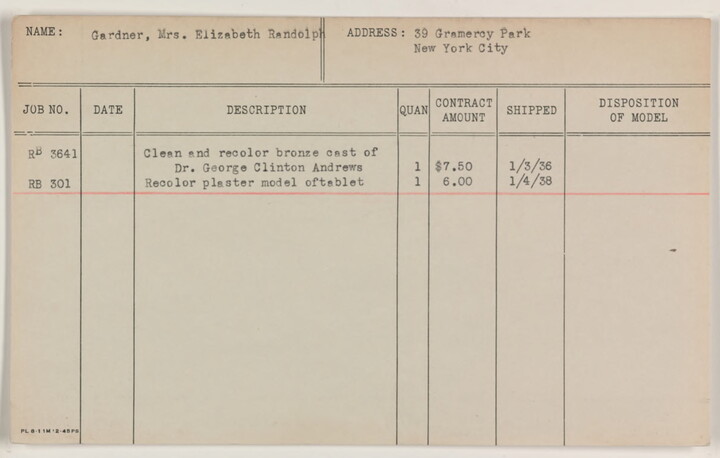 NAME: Gardner, Mrs. Elizabeth Randolph ADDRESS: 39 Gramercy Park
New York City
JOB NO. DATE DESCRIPTION QUAN CONTRACT AMOUNT SHIPPED DISPOSITION OF MODEL
RB 3641 Clean and recolor bronze cast of
Dr. George Clinton Andrews 1 $7.50 1/3/36
RB 301 Recolor plaster model oftablet 1 6.00 1/4/38